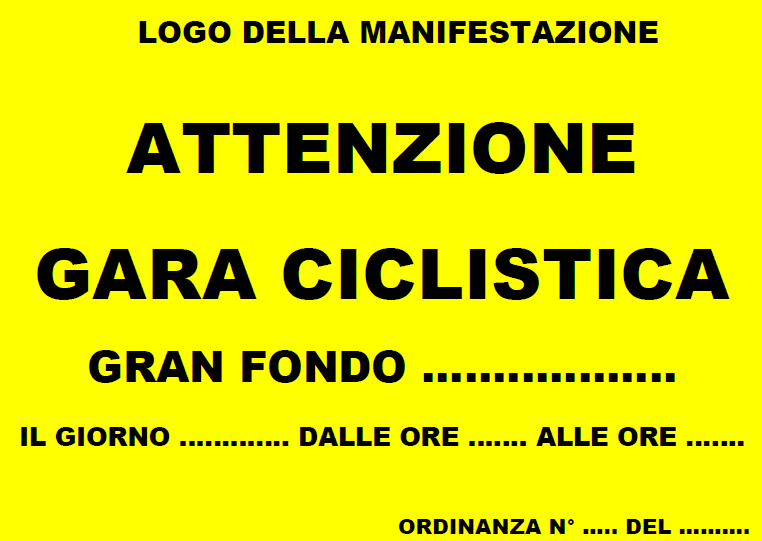 LOGO DELLA MANIFESTAZIONE
ATTENZIONE
GARA CICLISTICA
GRAN FONDO ..................
IL GIORNO ............. DALLE ORE ....... ALLE ORE .......
ORDINANZA N° ..... DEL ..........